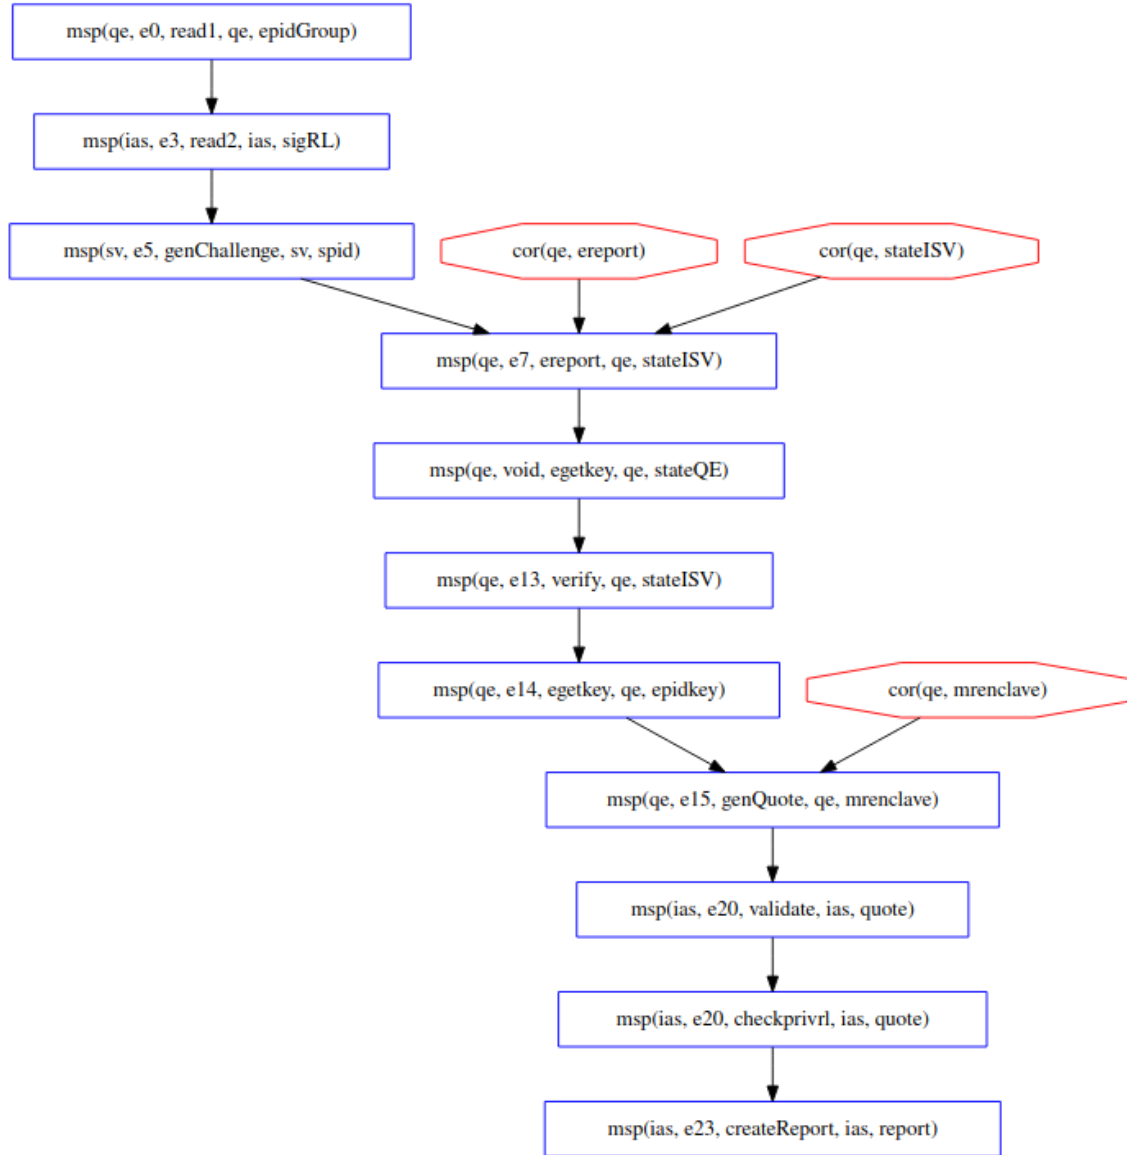 msp(qe, e0, read1, qe, epidGroup)
msp(ias, e3, read2, ias, sigRL)
msp(sv, e5, genChallenge, sv, spid)
cor(qe, ereport)
cor(qe, stateISV)
msp(qe, e7, ereport, qe, stateISV)
msp(qe, void, egetkey, qe, stateQE)
msp(qe, e13, verify, qe, stateISV)
msp(qe, e14, egetkey, qe, epidkey)
cor(qe, mrenclave)
msp(qe, e15, genQuote, qe, mrenclave)
msp(ias, e20, validate, ias, quote)
msp(ias, e20, checkprivrl, ias, quote)
msp(ias, e23, createReport, ias, report)